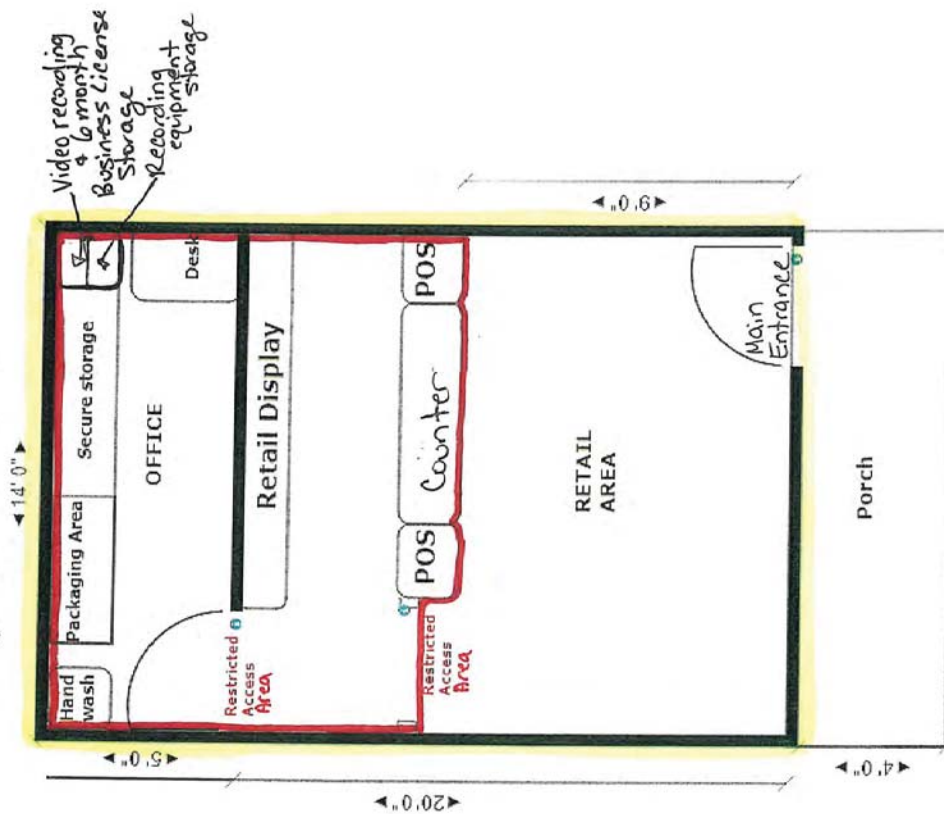 14' 0"
Video recording
& 6 month
Business License
Storage
Recording
equipment
storage
Hand
wash
Packaging Area
Secure storage
Desk
OFFICE
5' 0"
Restricted
Access
Area
Retail Display
POS
Counter
POS
Restricted
Access
Area
20' 0"
9' 0"
RETAIL
AREA
Main
Entrance
Porch
4' 0"